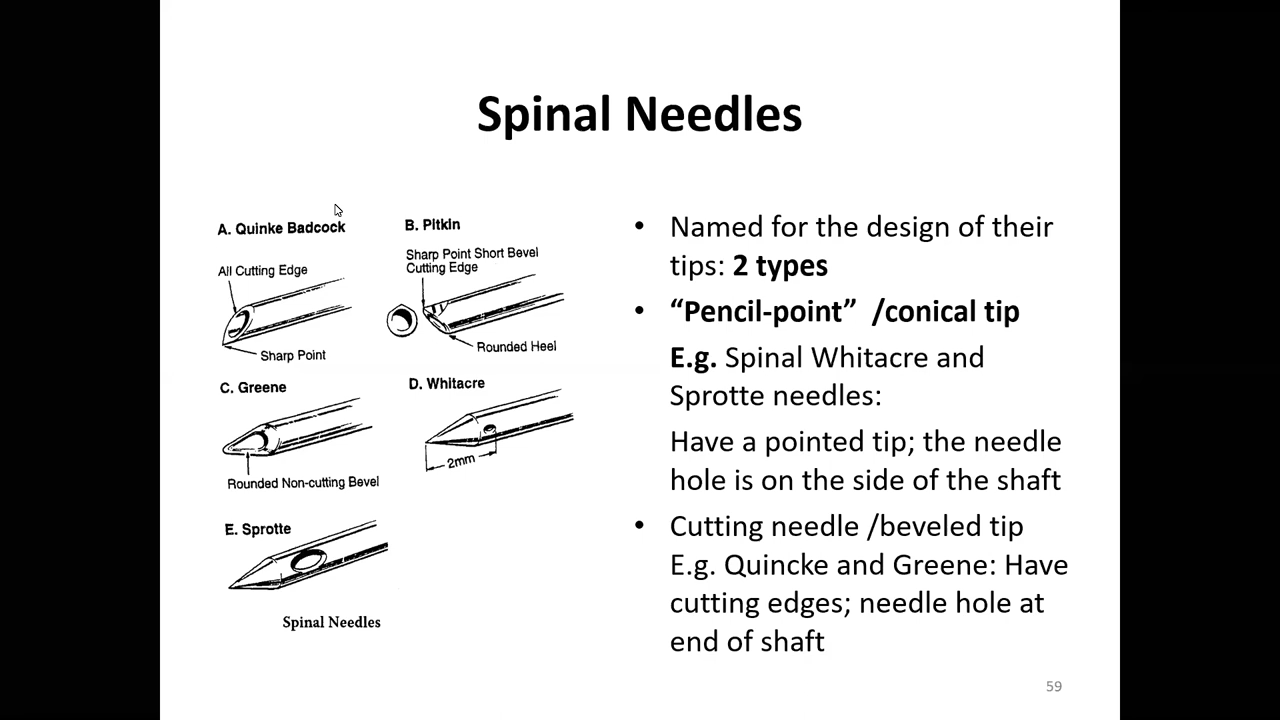 Spinal Needles
A. Quinke Badcock
All Cutting Edge
Sharp Point
B. Pitkin
Sharp Point Short Bevel
Cutting Edge
Rounded Heel
C. Greene
Rounded Non-cutting Bevel
D. Whitacre
2mm
E. Sprotte
Spinal Needles
• Named for the design of their
tips: 2 types
• “Pencil-point” /conical tip
E.g. Spinal Whitacre and
Sprotte needles:
Have a pointed tip; the needle
hole is on the side of the shaft
• Cutting needle /beveled tip
E.g. Quincke and Greene: Have
cutting edges; needle hole at
end of shaft
59